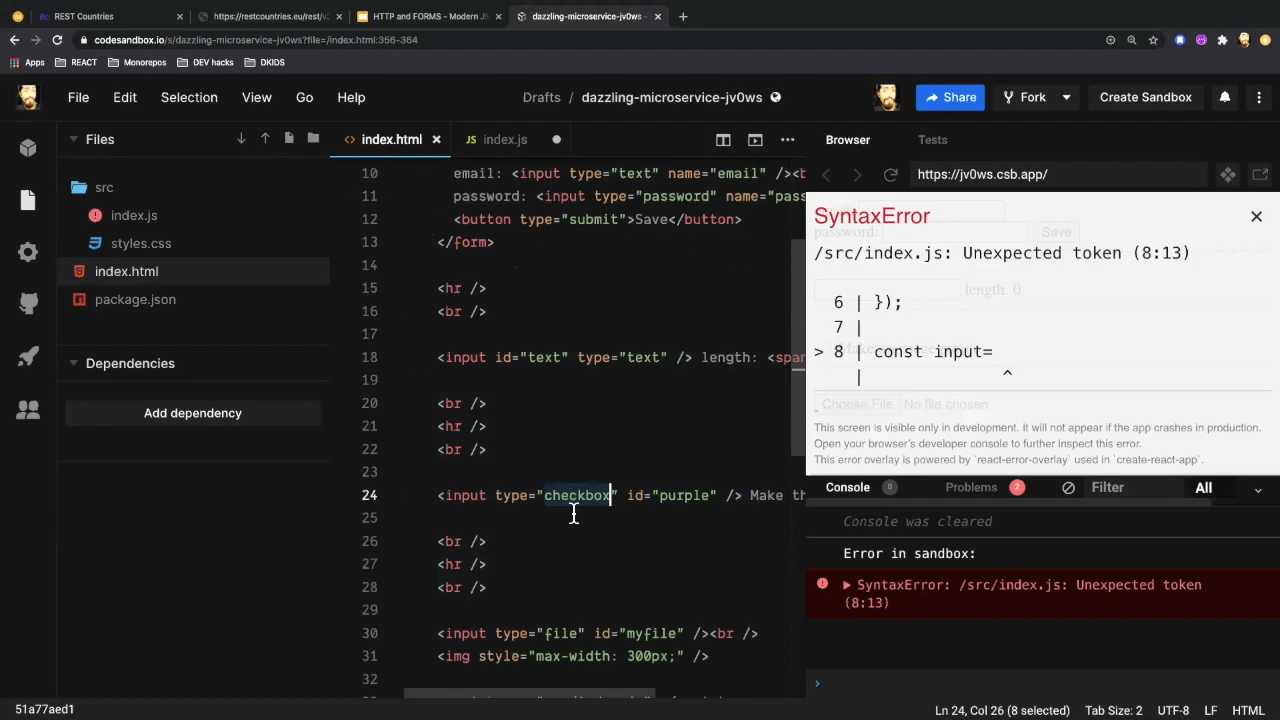 REST Countries
https://restcountries.eu/rest/v
HTTP and FORMS - Modern JS
dazzling-microservice-jv0ws
codesandbox.io/s/dazzling-microservice-jv0ws?file=/index.html:356-364
Apps
REACT
Monorepos
DEV hacks
DKIDS
File
Edit
Selection
View
Go
Help
Drafts / dazzling-microservice-jv0ws
Share
Fork
Create Sandbox
Files
index.html
index.js
Browser
Tests
https://jv0ws.csb.app/
src
index.js
styles.css
index.html
package.json
Dependencies
Add dependency
10 email: <input type="text" name="email" /><b
11 password: <input type="password" name="pass
12 <button type="submit">Save</button>
13 </form>
14
15 <hr />
16 <br />
17
18 <input id="text" type="text" /> length: <span
19
20 <br />
21 <hr />
22 <br />
23
24 <input type="checkbox" id="purple" /> Make th
25
26 <br />
27 <hr />
28 <br />
29
30 <input type="file" id="myfile" /><br />
31 <img style="max-width: 300px;" />
32
SyntaxError
password:
Save
/src/index.js: Unexpected token (8:13)
length: 0
6 | });
7 |
> 8 | const input=
| ^
Choose File No file chosen
This screen is visible only in development. It will not appear if the app crashes in production.
Open your browser's developer console to further inspect this error.
This error overlay is powered by `react-error-overlay` used in `create-react-app`.
Console 0
Problems 2
Filter
All
Console was cleared
Error in sandbox:
SyntaxError: /src/index.js: Unexpected token
(8:13)
51a77aed1
Ln 24, Col 26 (8 selected)
Tab Size: 2
UTF-8
LF
HTML